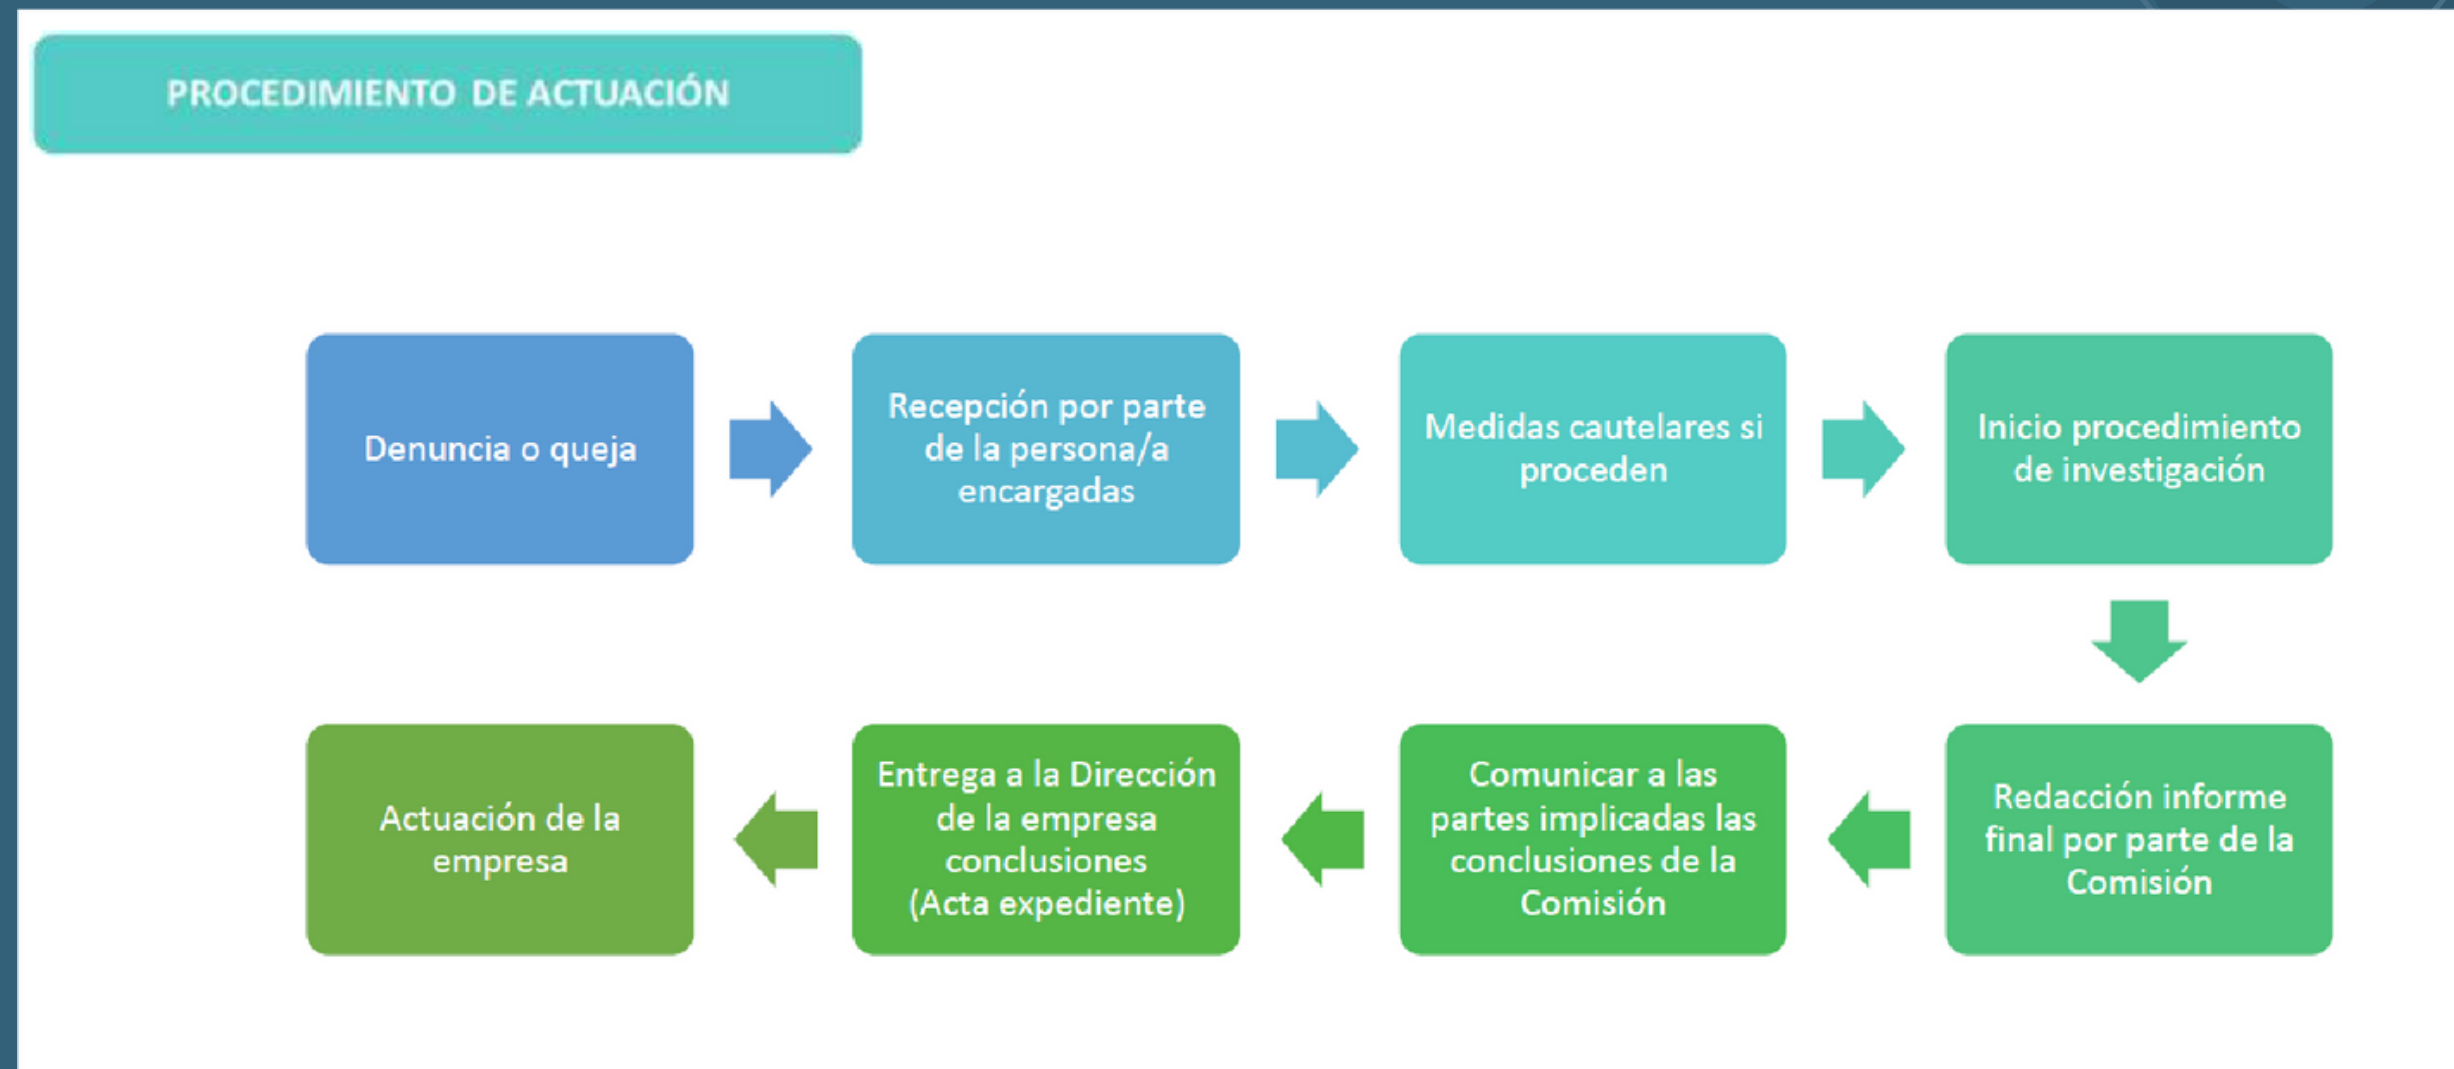 PROCEDIMIENTO DE ACTUACIÓN
Denuncia o queja
Recepción por parte
de la persona/a
encargadas
Medidas cautelares si
proceden
Inicio procedimiento
de investigación
Redacción informe
final por parte de la
Comisión
Comunicar a las
partes implicadas las
conclusiones de la
Comisión
Entrega a la Dirección
de la empresa
conclusiones
(Acta expediente)
Actuación de la
empresa